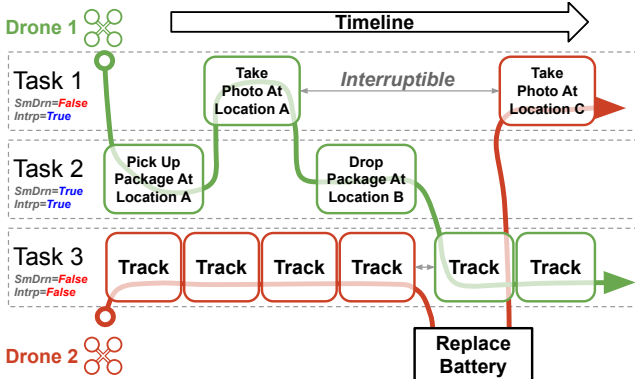 Drone 1
Timeline
Task 1
SmDrn=False
Intrp=True
Take
Photo At
Location A
Interruptible
Take
Photo At
Location C
Task 2
SmDrn=True
Intrp=True
Pick Up
Package At
Location A
Drop
Package At
Location B
Task 3
SmDrn=False
Intrp=False
Track
Track
Track
Track
Track
Track
Drone 2
Replace
Battery